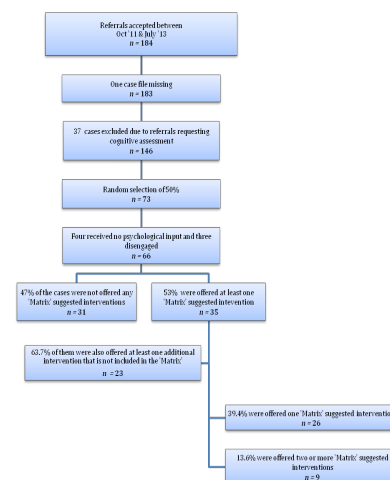 Referrals accepted between
Oct '11 & July '13
n = 184
One case file missing
n = 183
37 cases excluded due to referrals requesting
cognitive assessment
n = 146
Random selection of 50%
n = 73
Four received no psychological input and three
disengaged
n = 66
47% of the cases were not offered any
'Matrix' suggested interventions
n = 31
53% were offered at least one
'Matrix' suggested intevention
n = 35
63.7% of them were also offered at least one additional
intervention that is not included in the 'Matrix'
n = 23
39.4% were offered one 'Matrix' suggested interventio
n = 26
13.6% were offered two or more 'Matrix' suggested
interventions
n = 9